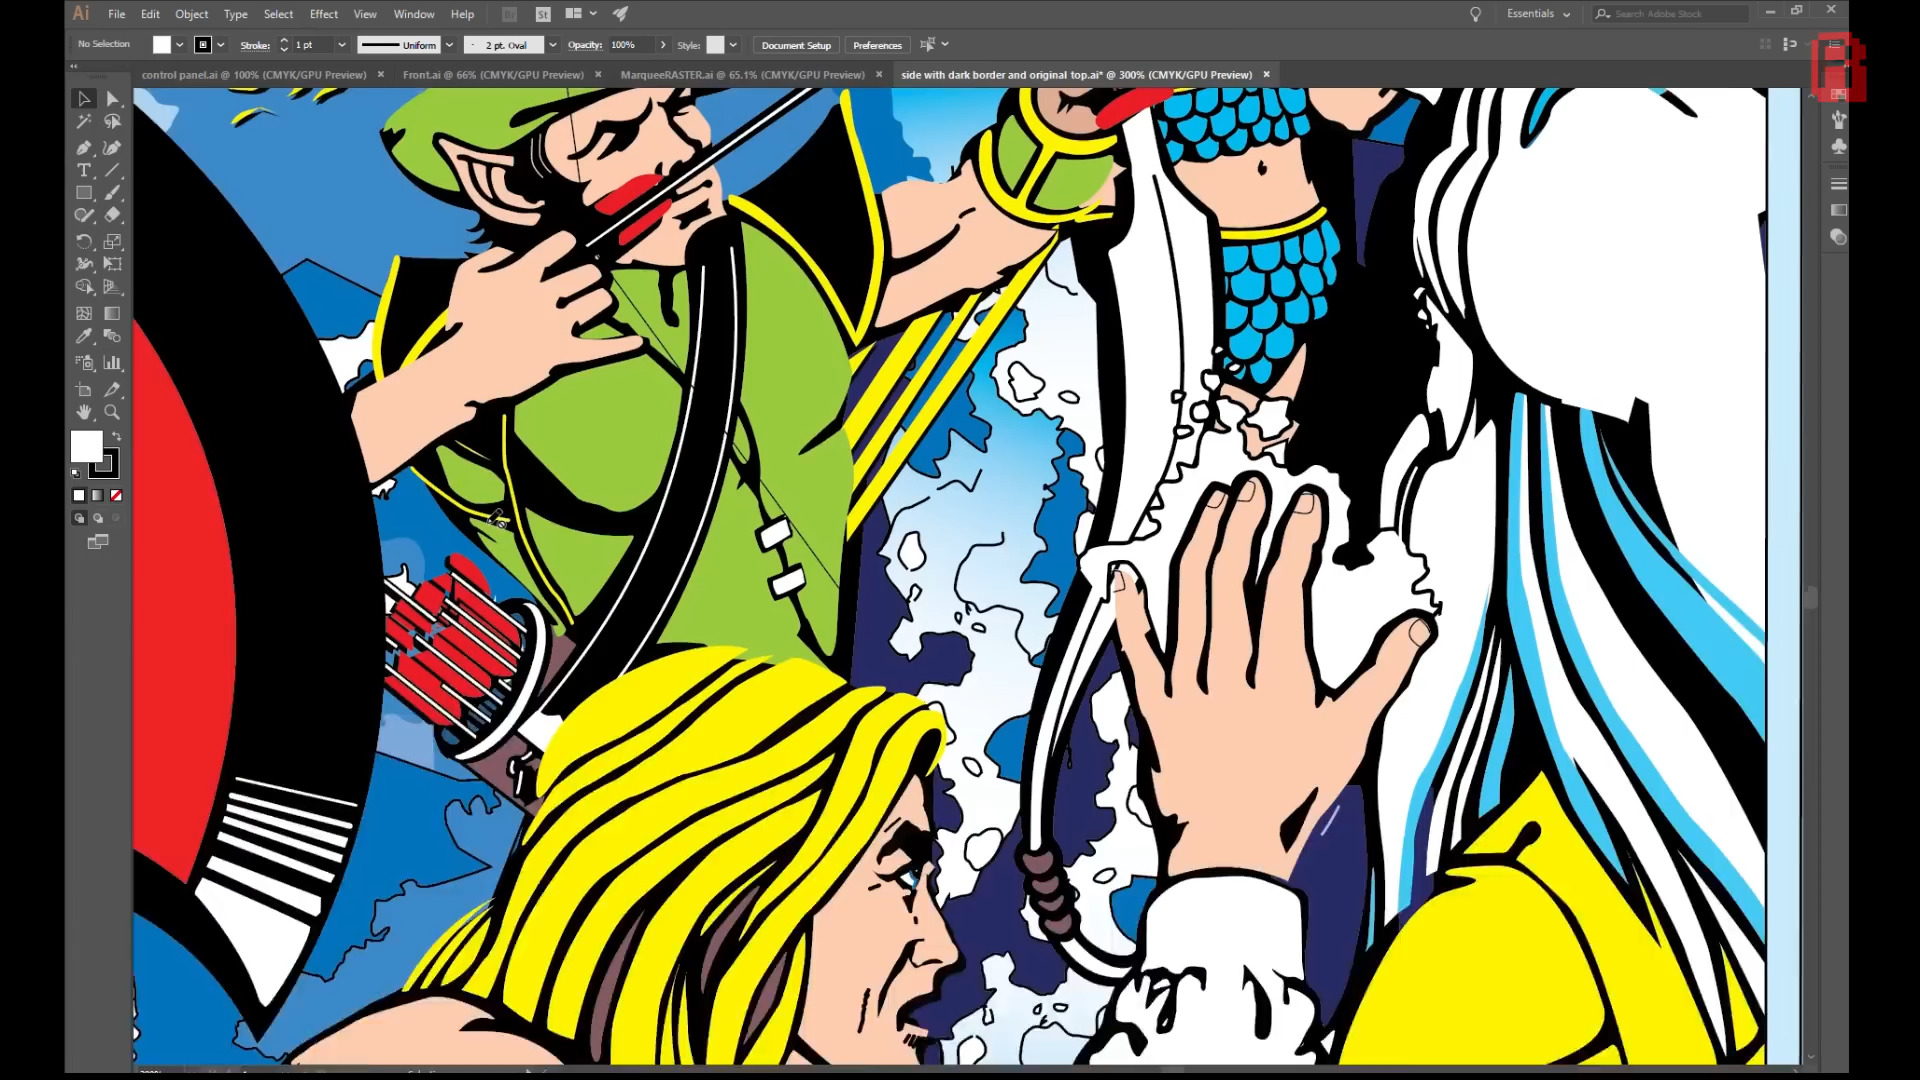 Ai File Edit Object Type Select Effect View Window Help Br St Essentials Search Adobe Stock
No Selection Stroke: 1 pt Uniform 2 pt. Oval Opacity: 100% Style: Document Setup Preferences
control panel.ai @ 100% (CMYK/GPU Preview) Front.ai @ 66% (CMYK/GPU Preview) MarqueeRASTER.ai @ 65.1% (CMYK/GPU Preview) side with dark border and original top.ai* @ 300% (CMYK/GPU Preview)